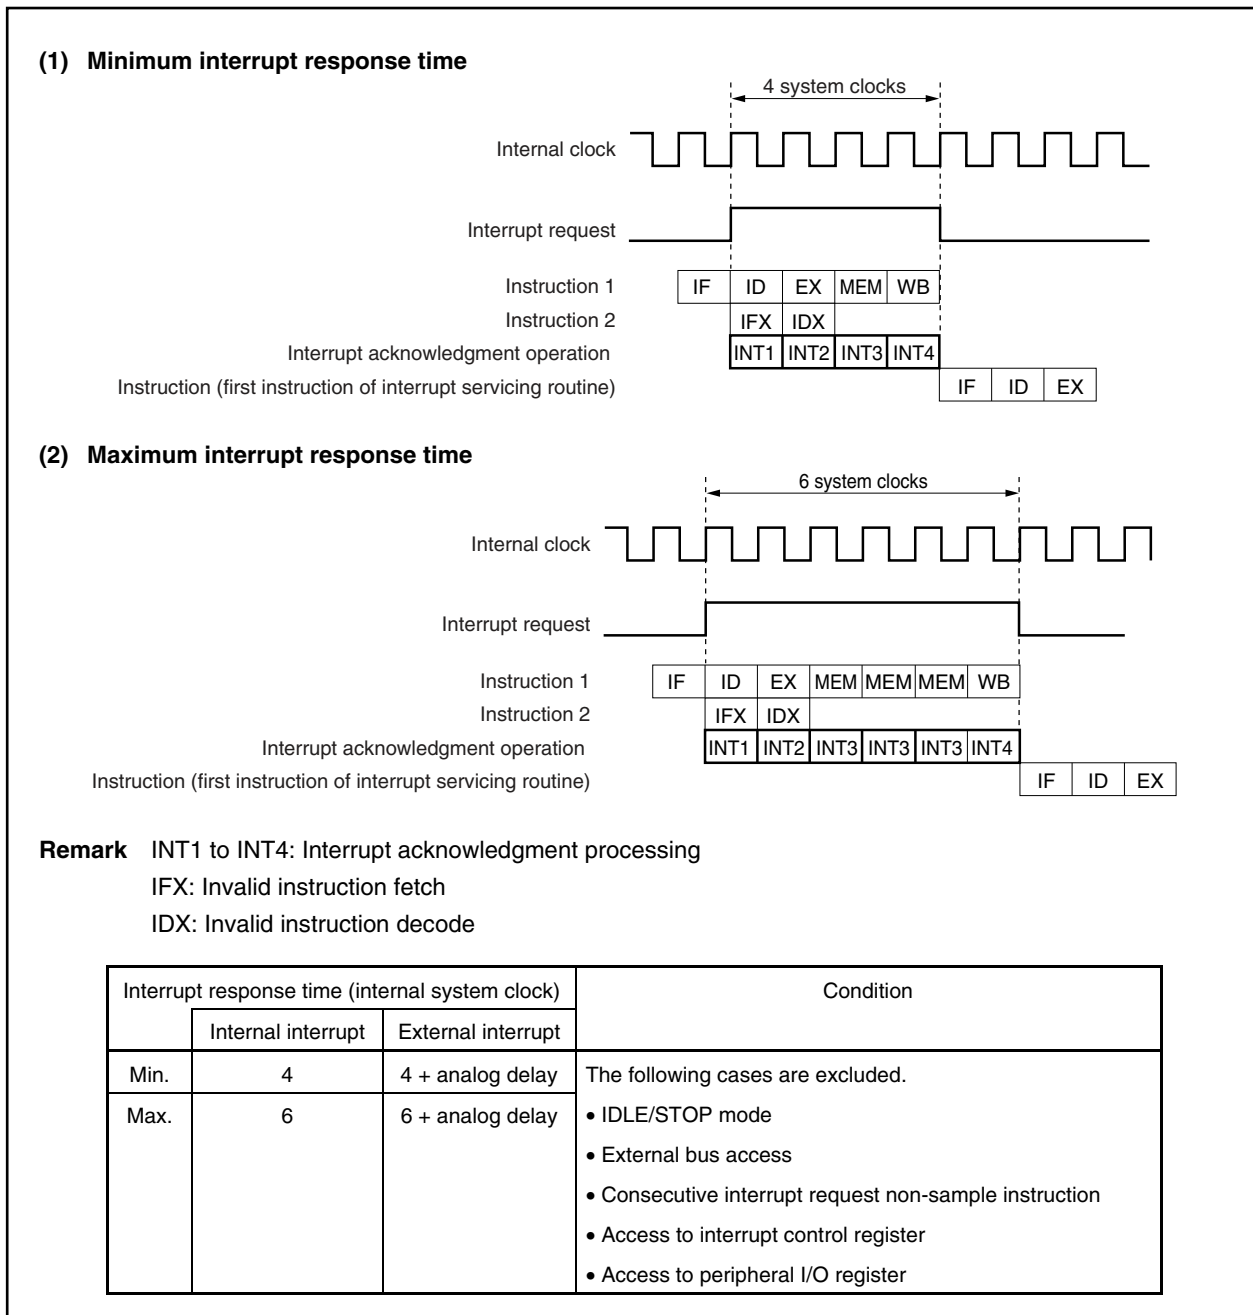 (1) Minimum interrupt response time
4 system clocks
Internal clock
Interrupt request
Instruction 1 IF ID EX MEM WB
Instruction 2 IFX IDX
Interrupt acknowledgment operation INT1 INT2 INT3 INT4
Instruction (first instruction of interrupt servicing routine) IF ID EX
(2) Maximum interrupt response time
6 system clocks
Internal clock
Interrupt request
Instruction 1 IF ID EX MEM MEM MEM WB
Instruction 2 IFX IDX
Interrupt acknowledgment operation INT1 INT2 INT3 INT3 INT3 INT4
Instruction (first instruction of interrupt servicing routine) IF ID EX
Remark INT1 to INT4: Interrupt acknowledgment processing
IFX: Invalid instruction fetch
IDX: Invalid instruction decode
Interrupt response time (internal system clock) Condition
Internal interrupt External interrupt
Min. 4 4 + analog delay The following cases are excluded.
Max. 6 6 + analog delay • IDLE/STOP mode
• External bus access
• Consecutive interrupt request non-sample instruction
• Access to interrupt control register
• Access to peripheral I/O register